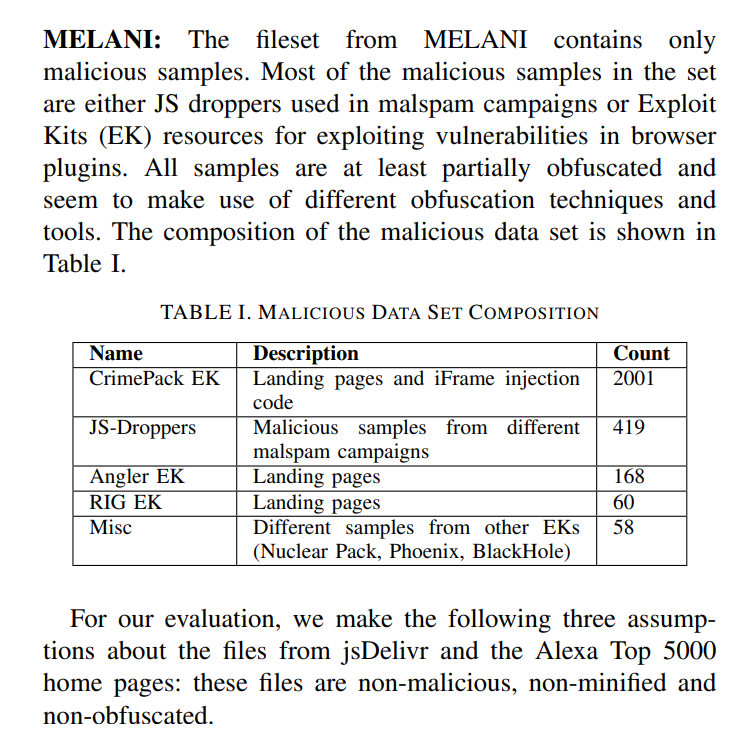 MELANI: The fileset from MELANI contains only
malicious samples. Most of the malicious samples in the set
are either JS droppers used in malspam campaigns or Exploit
Kits (EK) resources for exploiting vulnerabilities in browser
plugins. All samples are at least partially obfuscated and
seem to make use of different obfuscation techniques and
tools. The composition of the malicious data set is shown in
Table I.
TABLE I. MALICIOUS DATA SET COMPOSITION
Name Description Count
CrimePack EK Landing pages and iFrame injection 2001
code
JS-Droppers Malicious samples from different 419
malspam campaigns
Angler EK Landing pages 168
RIG EK Landing pages 60
Misc Different samples from other EKs 58
(Nuclear Pack, Phoenix, BlackHole)
For our evaluation, we make the following three assump-
tions about the files from jsDelivr and the Alexa Top 5000
home pages: these files are non-malicious, non-minified and
non-obfuscated.